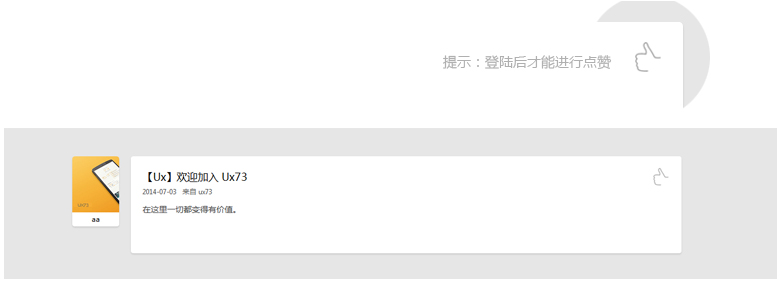 提示：登陆后才能进行点赞
【Ux】欢迎加入 Ux73
2014-07-03 来自 ux73
在这里一切都变得有价值。
UX73
aa